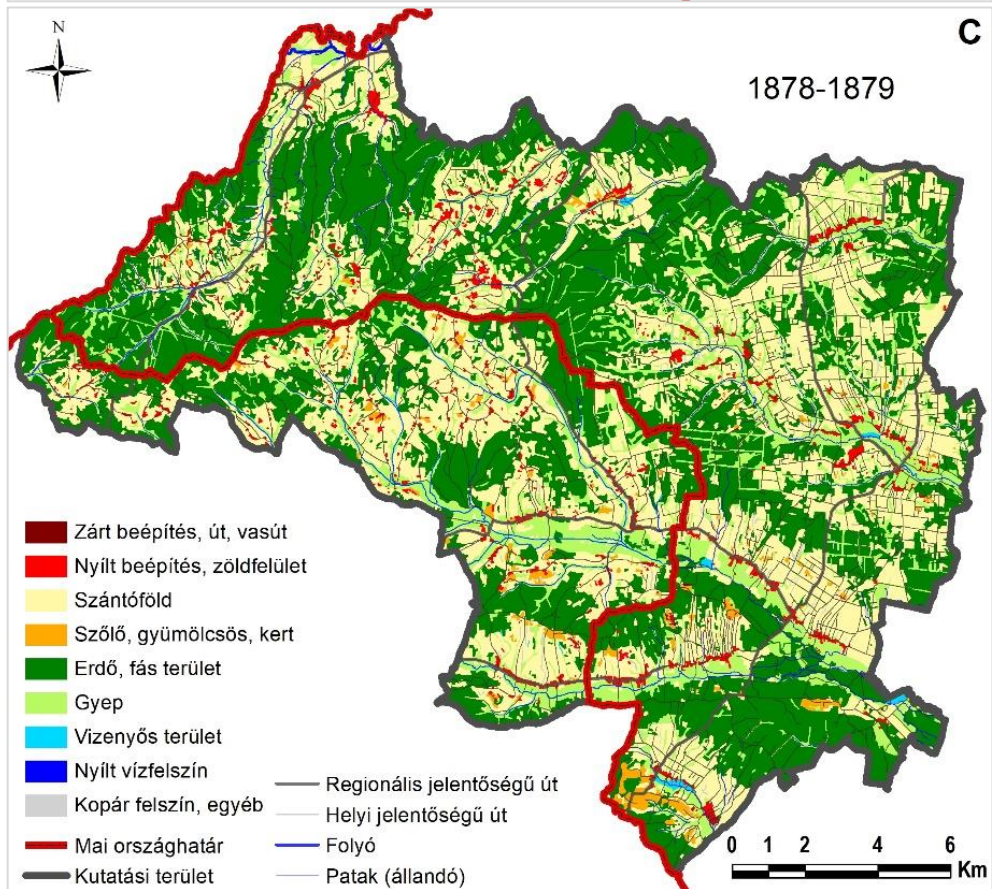 N
C
1878-1879
Zárt beépítés, út, vasút
Nyílt beépítés, zöldfelület
Szántóföld
Szőlő, gyümölcsös, kert
Erdő, fás terület
Gyep
Vizenyős terület
Nyílt vízfelszín
Kopár felszín, egyéb
Mai országhatár
Kutatási terület
Regionális jelentőségű út
Helyi jelentőségű út
Folyó
Patak (állandó)
0 1 2 4 6
Km